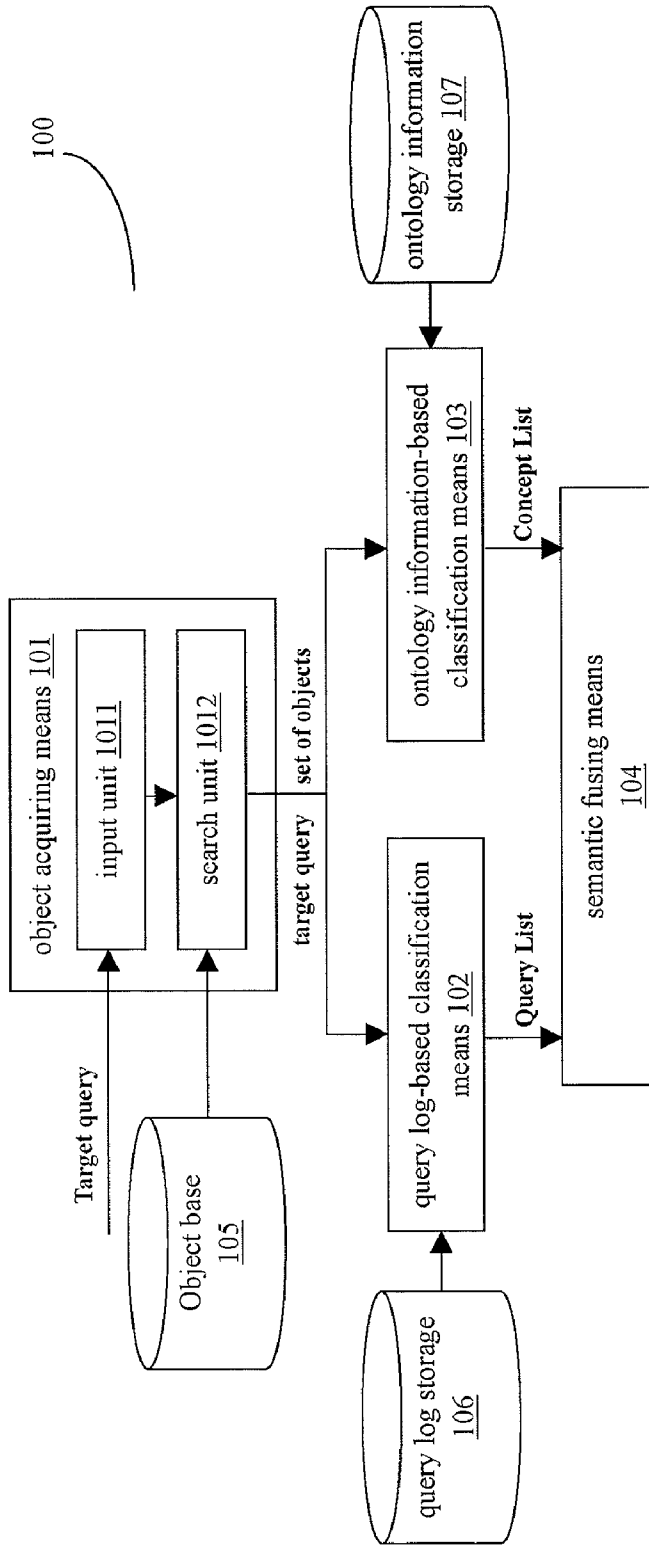 100
object acquiring means 101
input unit 1011
search unit 1012
Target query
Object base
105
target query
set of objects
query log storage
106
query log-based classification
means 102
ontology information-based
classification means 103
ontology information
storage 107
Query List
Concept List
semantic fusing means
104